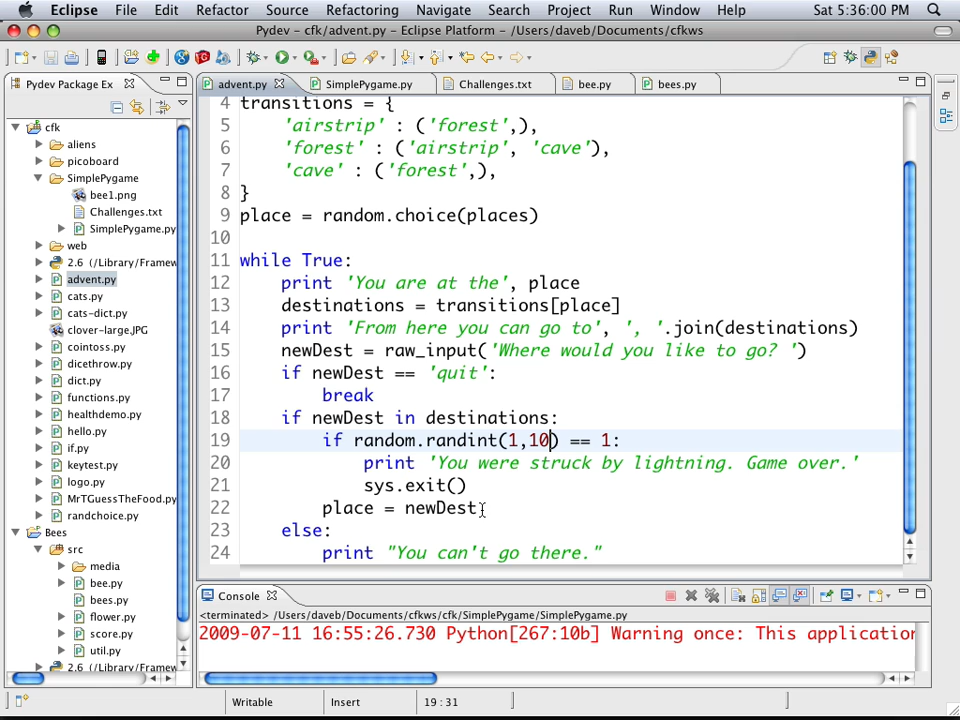 Eclipse File Edit Refactor Source Refactoring Navigate Search Project Run Window Help Sat 5:36:00 PM
Pydev - cfk/advent.py - Eclipse Platform - /Users/daveb/Documents/cfkws
Pydev Package Ex
advent.py SimplePygame.py Challenges.txt bee.py bees.py
cfk
aliens
picoboard
SimplePygame
bee1.png
Challenges.txt
SimplePygame.py
web
2.6 (/Library/Framew
advent.py
cats.py
cats-dict.py
clover-large.JPG
cointoss.py
dicethrow.py
dict.py
functions.py
healthdemo.py
hello.py
if.py
keytest.py
logo.py
MrTGuessTheFood.py
randchoice.py
Bees
src
media
bee.py
bees.py
flower.py
score.py
util.py
2.6 (/Library/Framew
4 transitions = {
5 'airstrip' : ('forest',),
6 'forest' : ('airstrip', 'cave'),
7 'cave' : ('forest',),
8 }
9 place = random.choice(places)
10
11 while True:
12 print 'You are at the', place
13 destinations = transitions[place]
14 print 'From here you can go to', ', '.join(destinations)
15 newDest = raw_input('Where would you like to go? ')
16 if newDest == 'quit':
17 break
18 if newDest in destinations:
19 if random.randint(1,10) == 1:
20 print 'You were struck by lightning. Game over.'
21 sys.exit()
22 place = newDest
23 else:
24 print "You can't go there."
Console
<terminated> /Users/daveb/Documents/cfkws/cfk/SimplePygame/SimplePygame.py
2009-07-11 16:55:26.730 Python[267:10b] Warning once: This application
Writable Insert 19 : 31